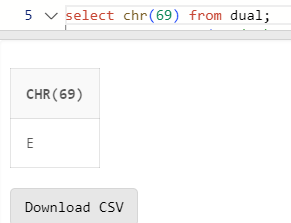 5 select chr(69) from dual;
CHR(69)
E
Download CSV